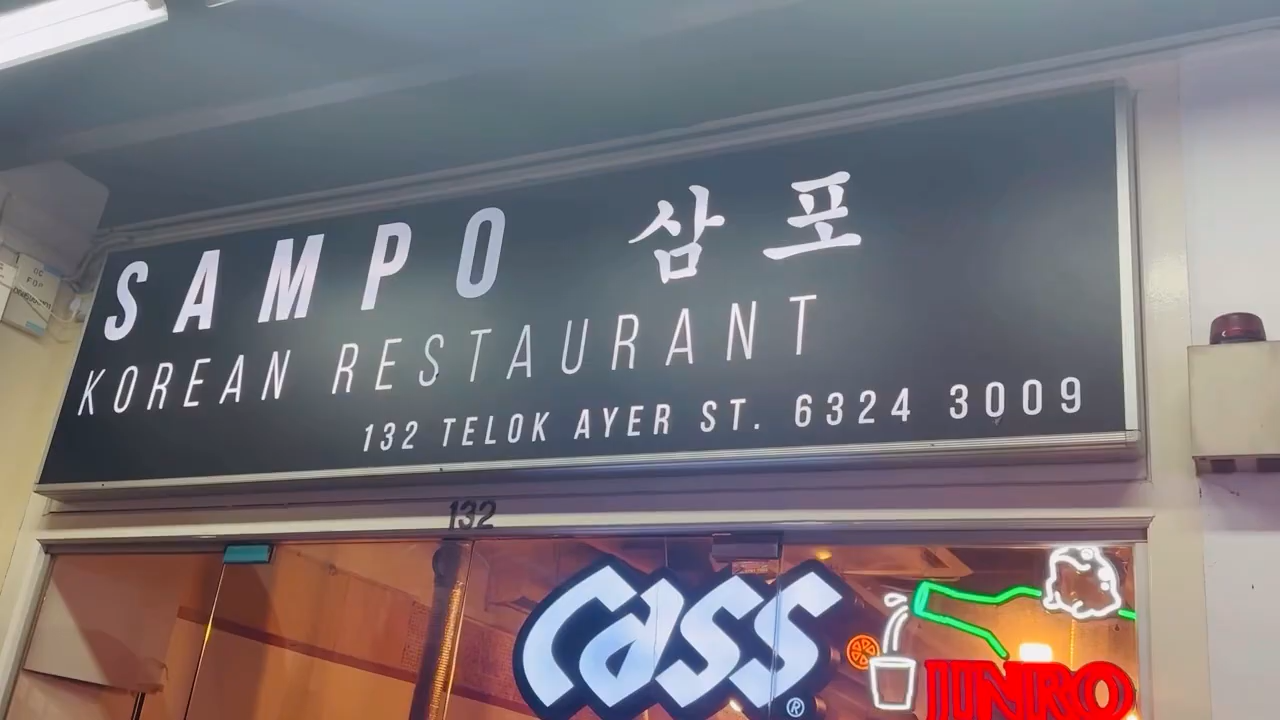 SAMPO 삼포
KOREAN RESTAURANT
132 TELOK AYER ST. 6324 3009
132
cass
®
JINRO